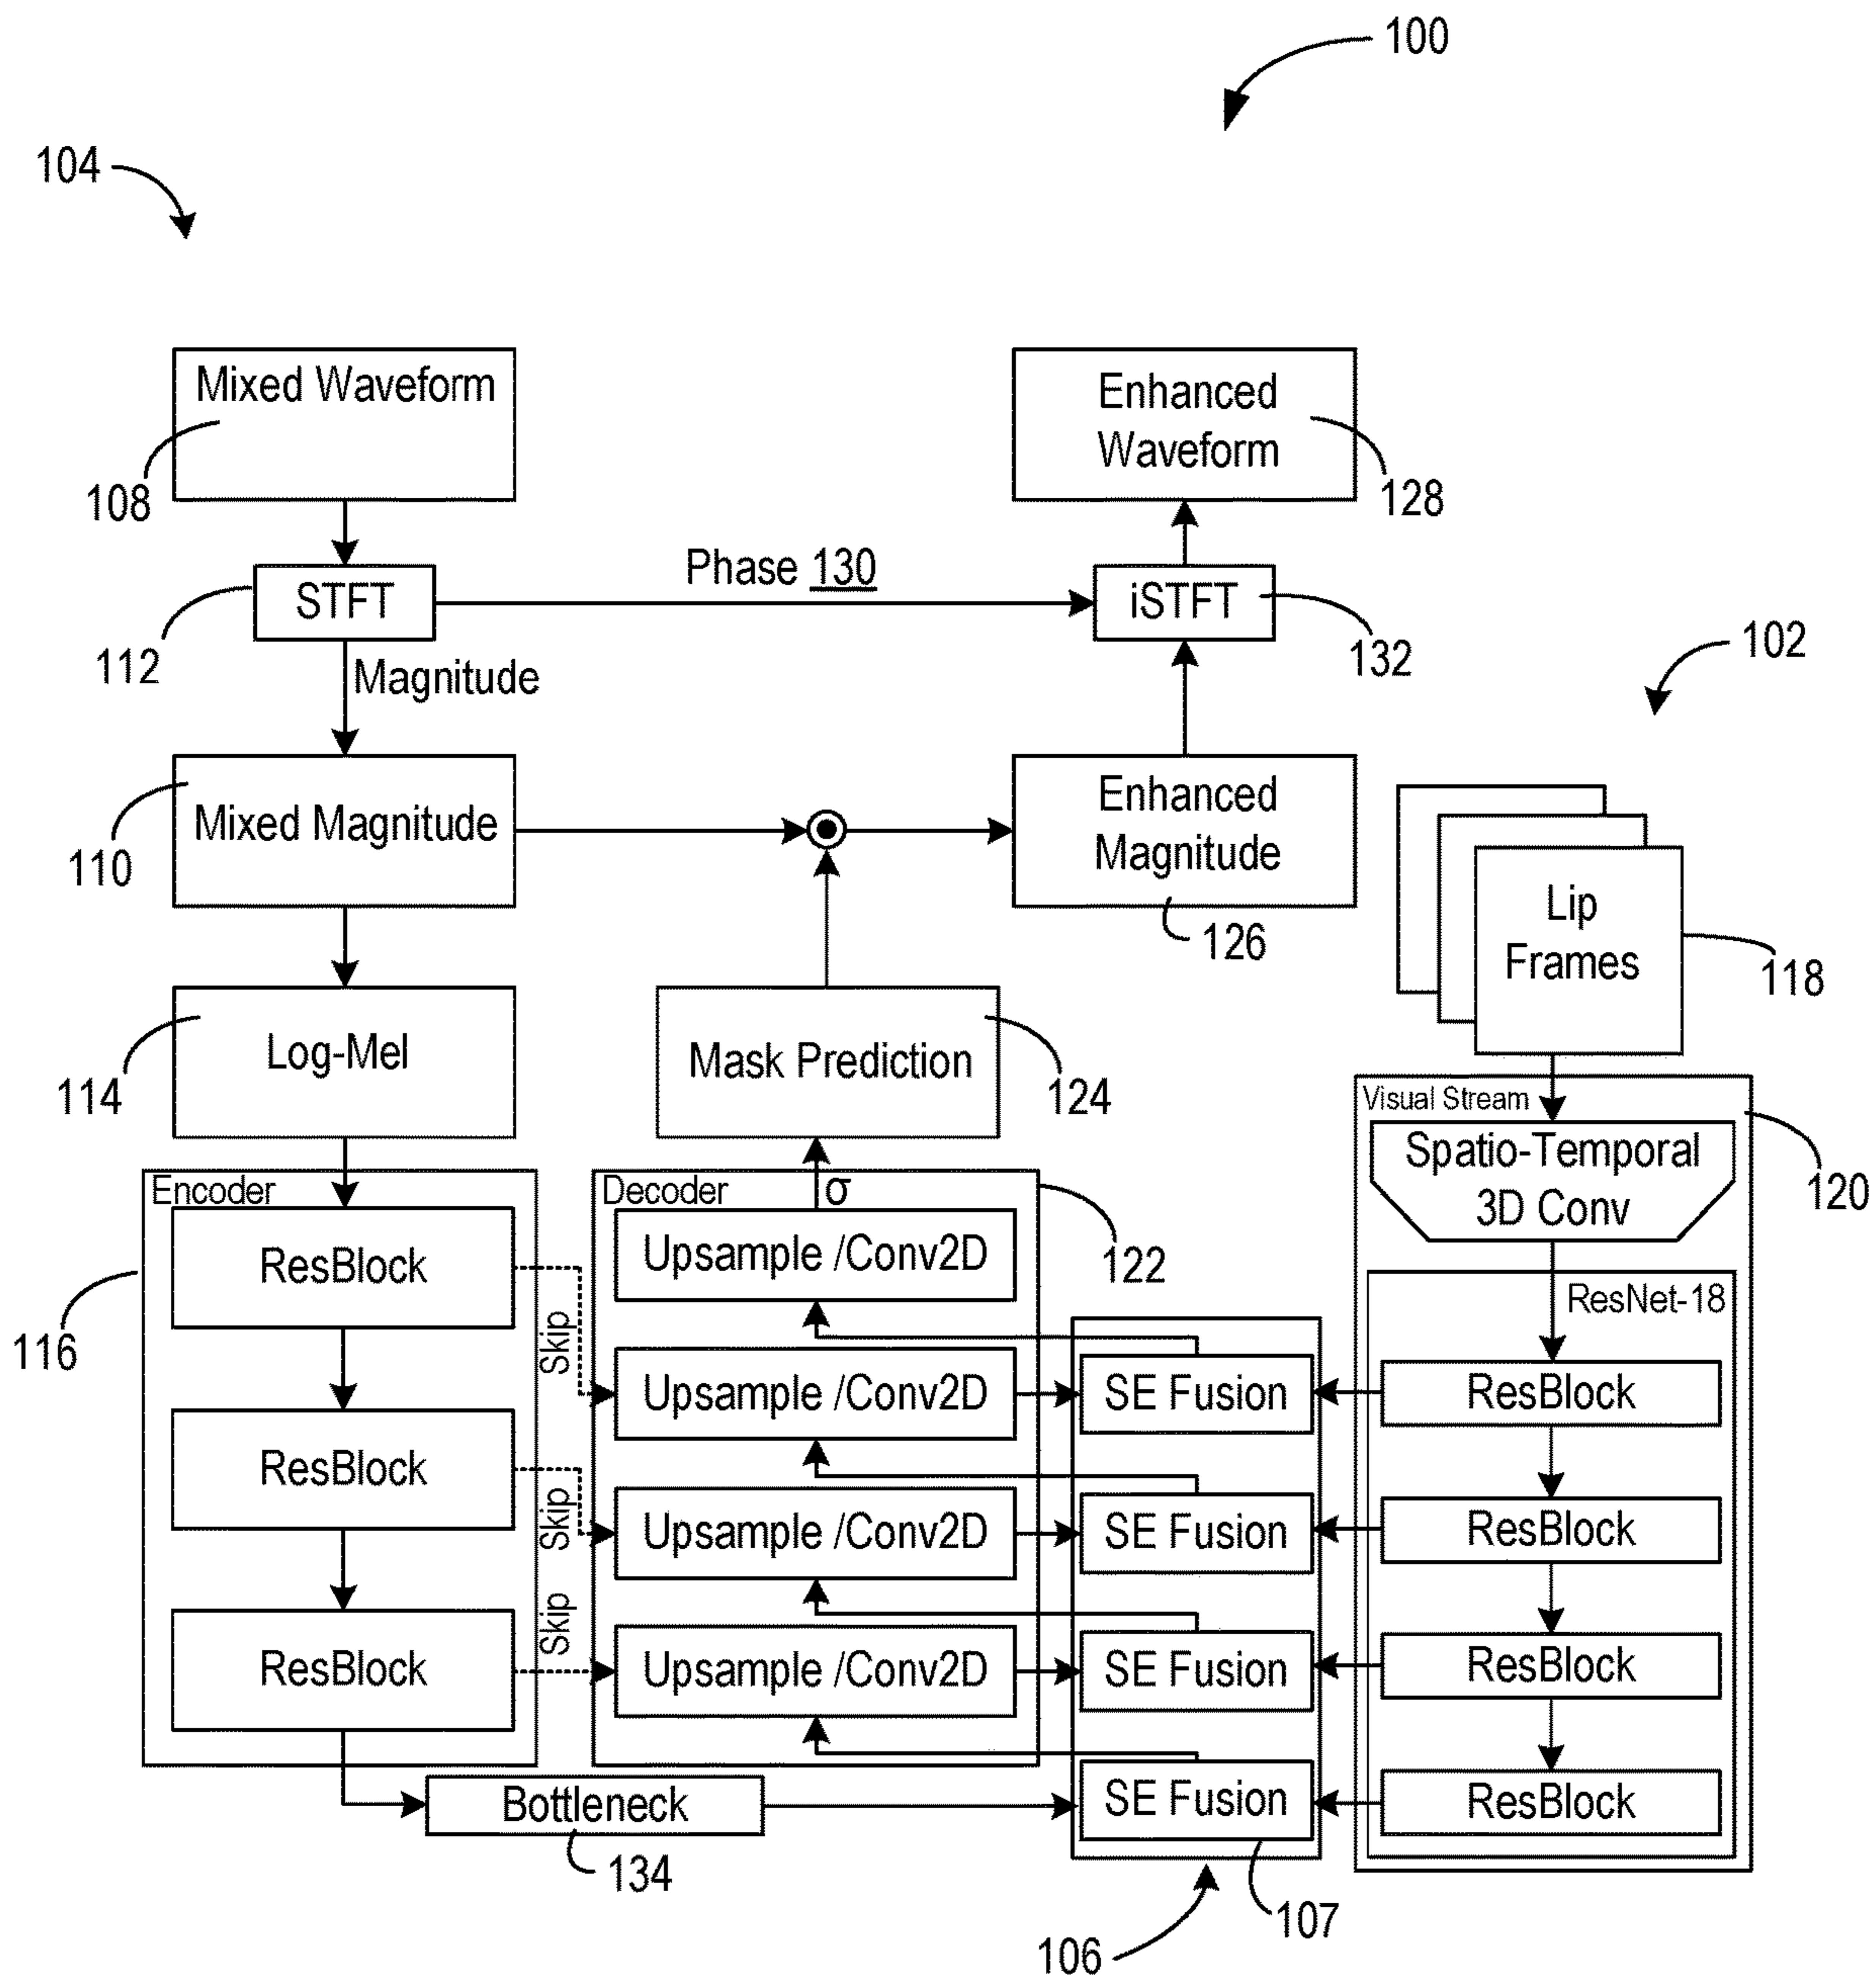 100
104
Mixed Waveform
108
Enhanced
Waveform
128
Phase 130
STFT
112
iSTFT
132
Magnitude
102
Mixed Magnitude
110
Enhanced
Magnitude
126
Lip
Frames
118
Log-Mel
114
Mask Prediction
124
Visual Stream
Spatio-Temporal
3D Conv
120
Encoder
Decoder
σ
122
ResBlock
Upsample /Conv2D
ResNet-18
116
Skip
Upsample /Conv2D
SE Fusion
ResBlock
ResBlock
Skip
Upsample /Conv2D
SE Fusion
ResBlock
ResBlock
Skip
Upsample /Conv2D
SE Fusion
ResBlock
Bottleneck
134
SE Fusion
ResBlock
107
106